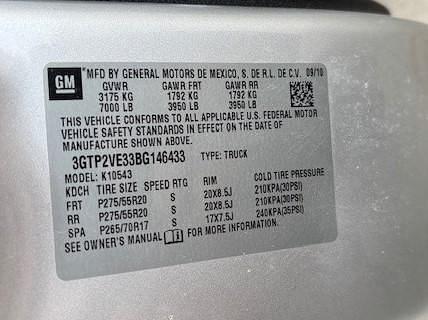 GM MFD BY GENERAL MOTORS DE MEXICO, S. DE R.L. DE C.V. 09/10
GVWR GAWR FRT GAWR RR
3175 KG 1792 KG 1792 KG
7000 LB 3950 LB 3950 LB
THIS VEHICLE CONFORMS TO ALL APPLICABLE U.S. FEDERAL MOTOR
VEHICLE SAFETY STANDARDS IN EFFECT ON THE DATE OF
MANUFACTURE SHOWN ABOVE.
3GTP2VE33BG146433 TYPE: TRUCK
MODEL: K10543
KDCH TIRE SIZE SPEED RTG RIM COLD TIRE PRESSURE
FRT P275/55R20 S 20X8.5J 210KPA(30PSI)
RR P275/55R20 S 20X8.5J 210KPA(30PSI)
SPA P265/70R17 S 17X7.5J 240KPA(35PSI)
SEE OWNER'S MANUAL FOR MORE INFORMATION.